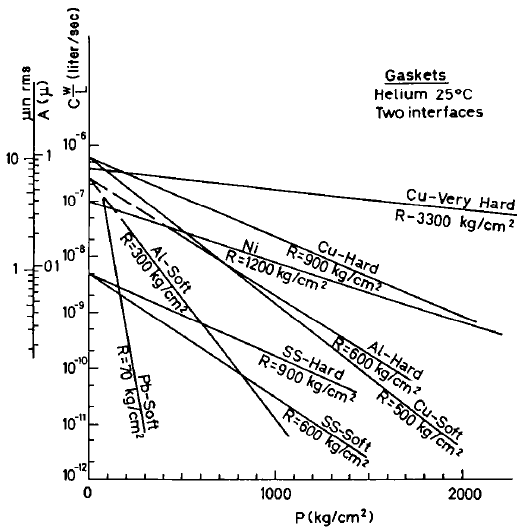 Gaskets
Helium 25°C
Two interfaces
μin rms
A (μ)
C W/L (liter/sec)
10
1
1
01
10⁻⁶
10⁻⁷
10⁻⁸
10⁻⁹
10⁻¹⁰
10⁻¹¹
10⁻¹²
Cu-Very Hard
R-3300 kg/cm²
Cu-Hard
R=900 kg/cm²
Ni
R=1200 kg/cm²
Al-Soft
R=300 kg/cm²
Al-Hard
R=600 kg/cm²
Cu-Soft
R=500 kg/cm²
SS-Hard
R=900 kg/cm²
SS-Soft
R=600 kg/cm²
Pb-Soft
R=70 kg/cm²
0
1000
2000
P (kg/cm²)